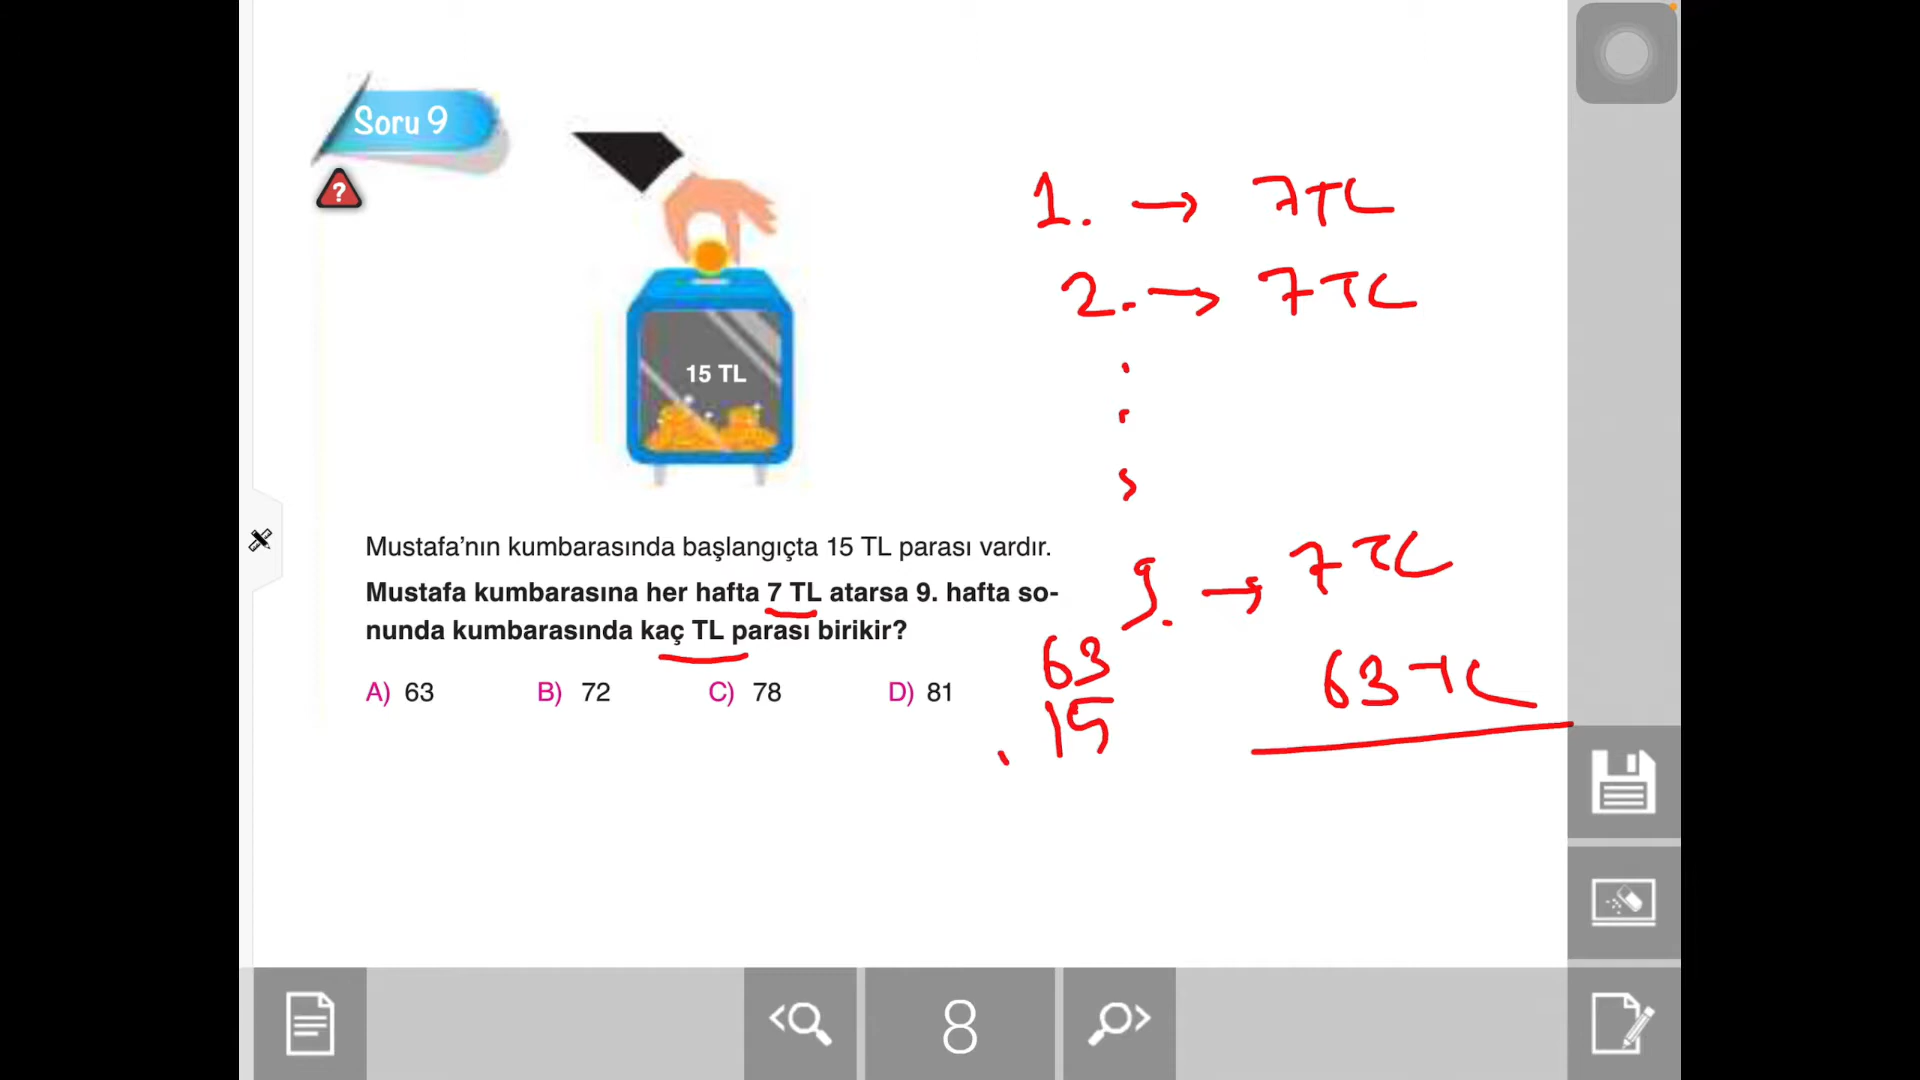 Soru 9
?
15 TL
Mustafa’nın kumbarasında başlangıçta 15 TL parası vardır.
Mustafa kumbarasına her hafta 7 TL atarsa 9. hafta so-
nunda kumbarasında kaç TL parası birikir?
A) 63 B) 72 C) 78 D) 81
1. → 7TL
2. → 7TL
.
.
.
9. → 7TL
63TL
63
15
8